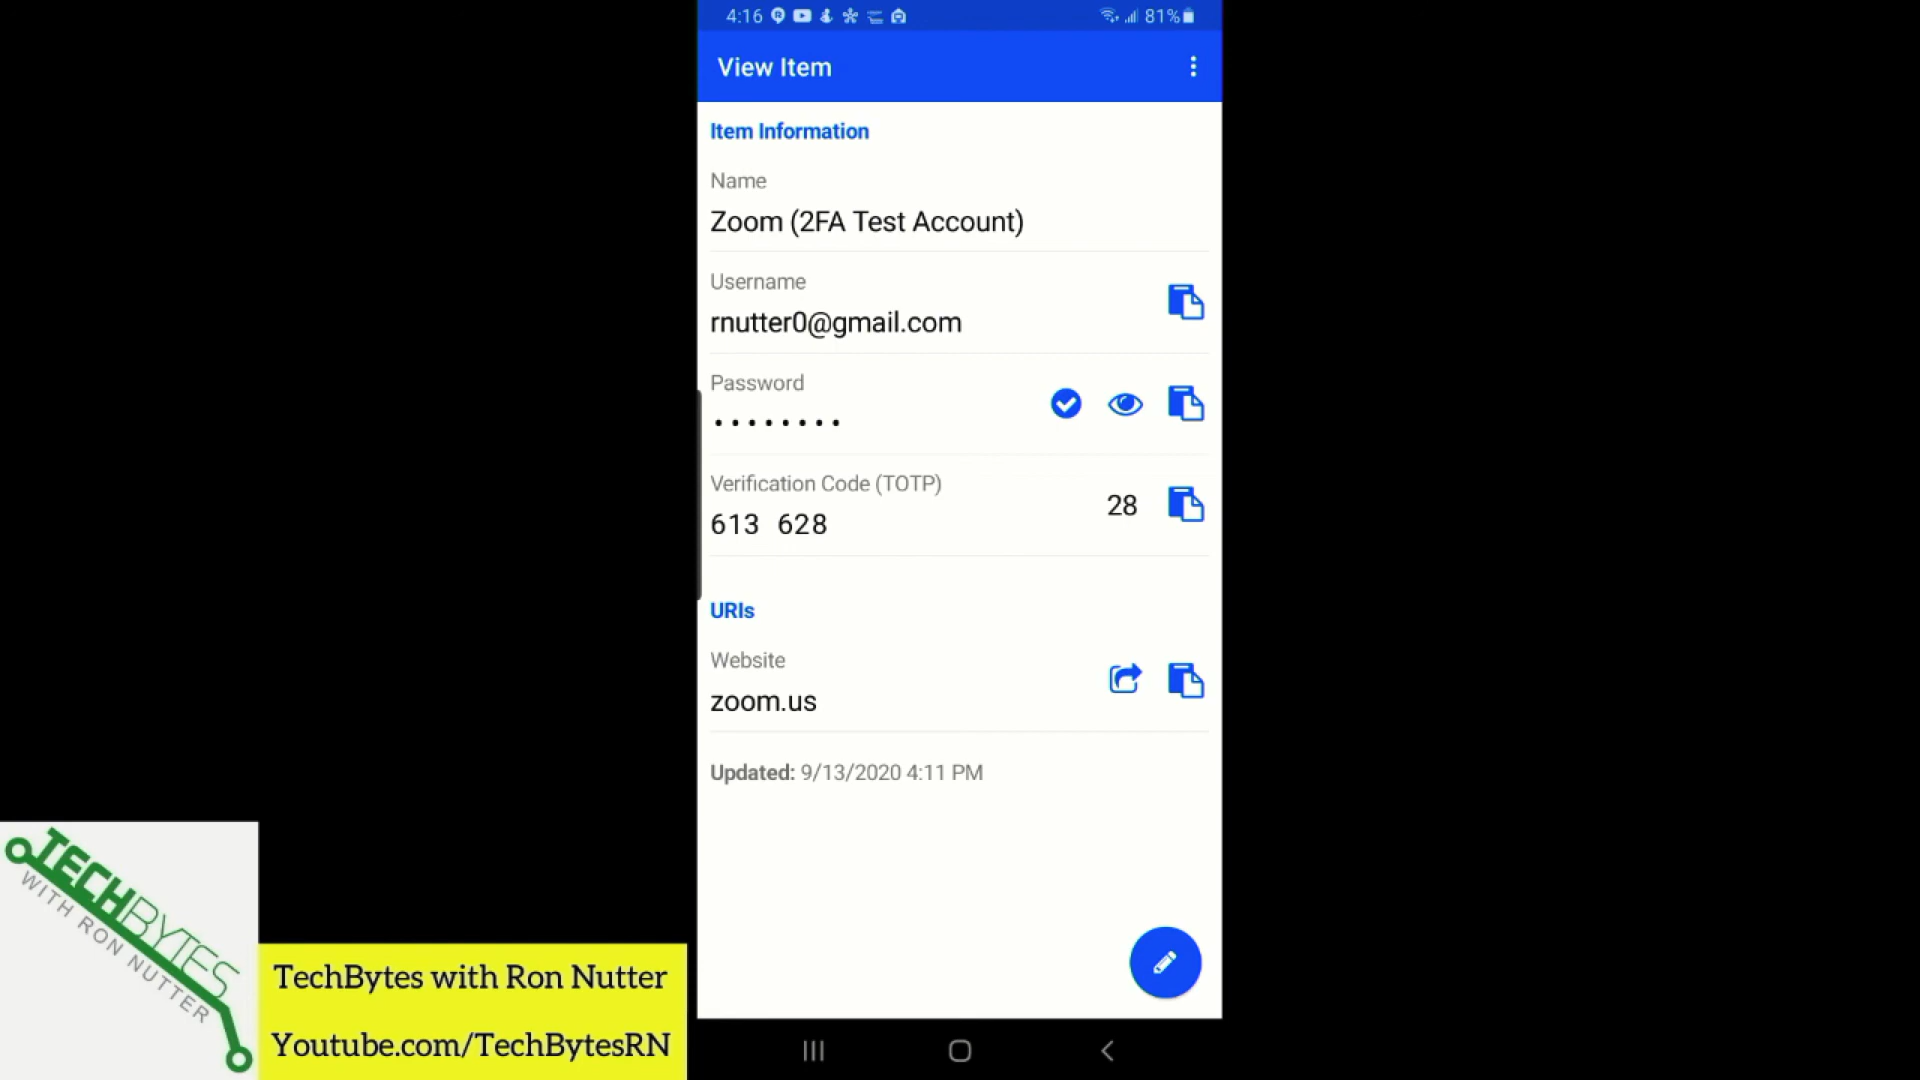 4:16
81%
View Item
Item Information
Name
Zoom (2FA Test Account)
Username
rnutter0@gmail.com
Password
••••••••
Verification Code (TOTP)
613 628
28
URIs
Website
zoom.us
Updated: 9/13/2020 4:11 PM
TECHBYTES
WITH RON NUTTER
TechBytes with Ron Nutter
Youtube.com/TechBytesRN